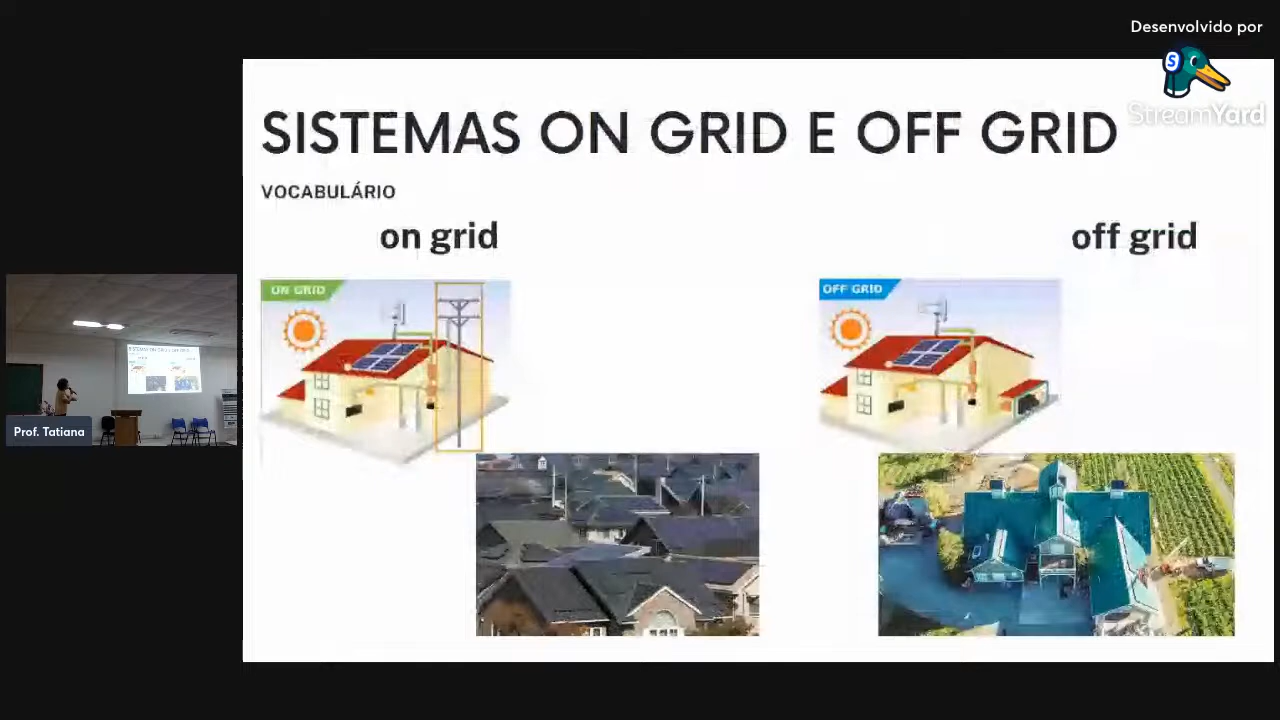 Desenvolvido por
StreamYard
SISTEMAS ON GRID E OFF GRID
VOCABULÁRIO
on grid
off grid
ON GRID
OFF GRID
Prof. Tatiana